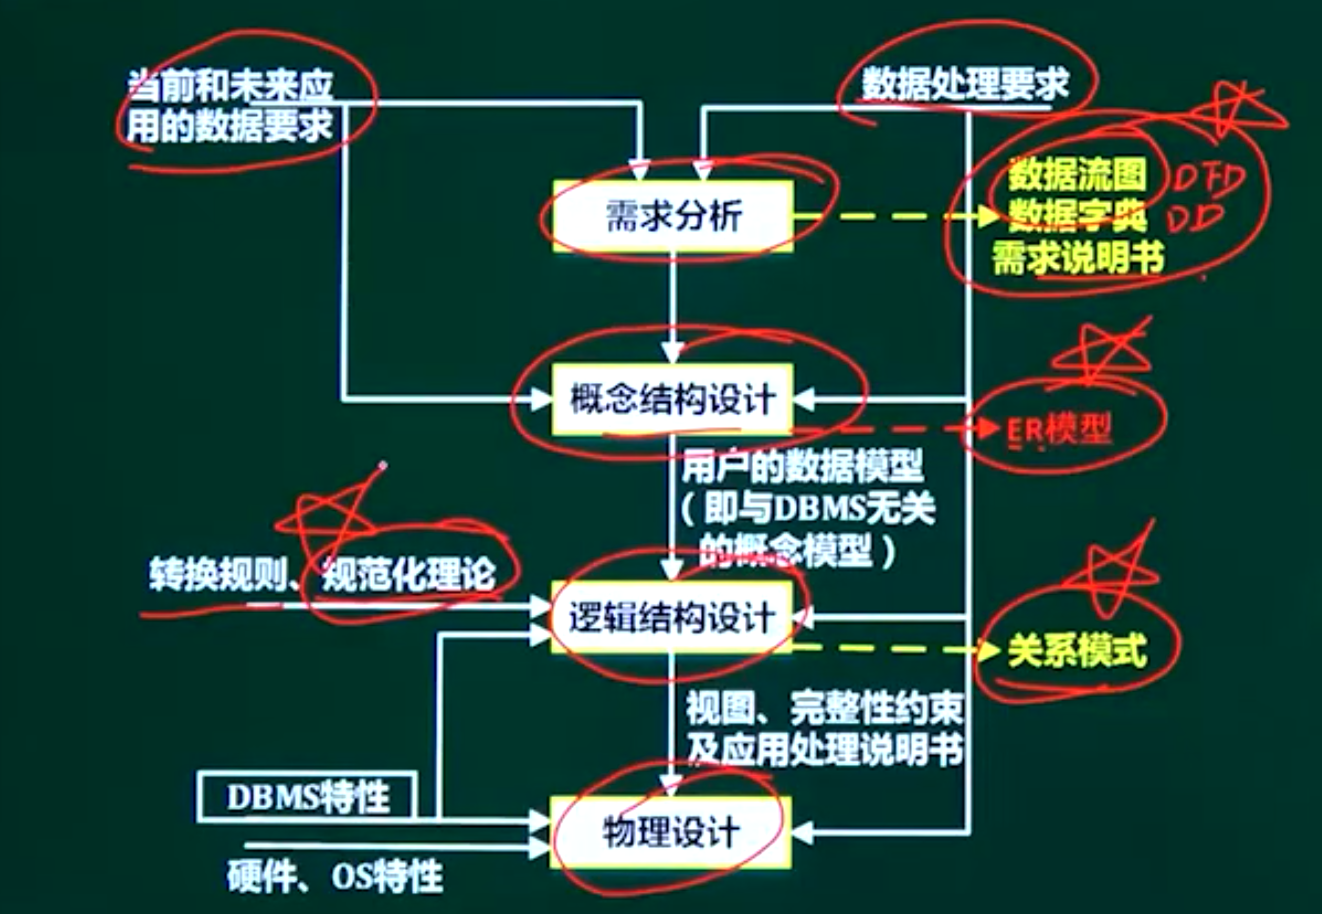 当前和未来应
用的数据要求
数据处理要求
需求分析
数据流图 DFD
数据字典 DD
需求说明书
概念结构设计
ER模型
用户的数据模型
（即与DBMS无关
的概念模型）
转换规则、规范化理论
逻辑结构设计
关系模式
视图、完整性约束
及应用处理说明书
DBMS特性
物理设计
硬件、OS特性